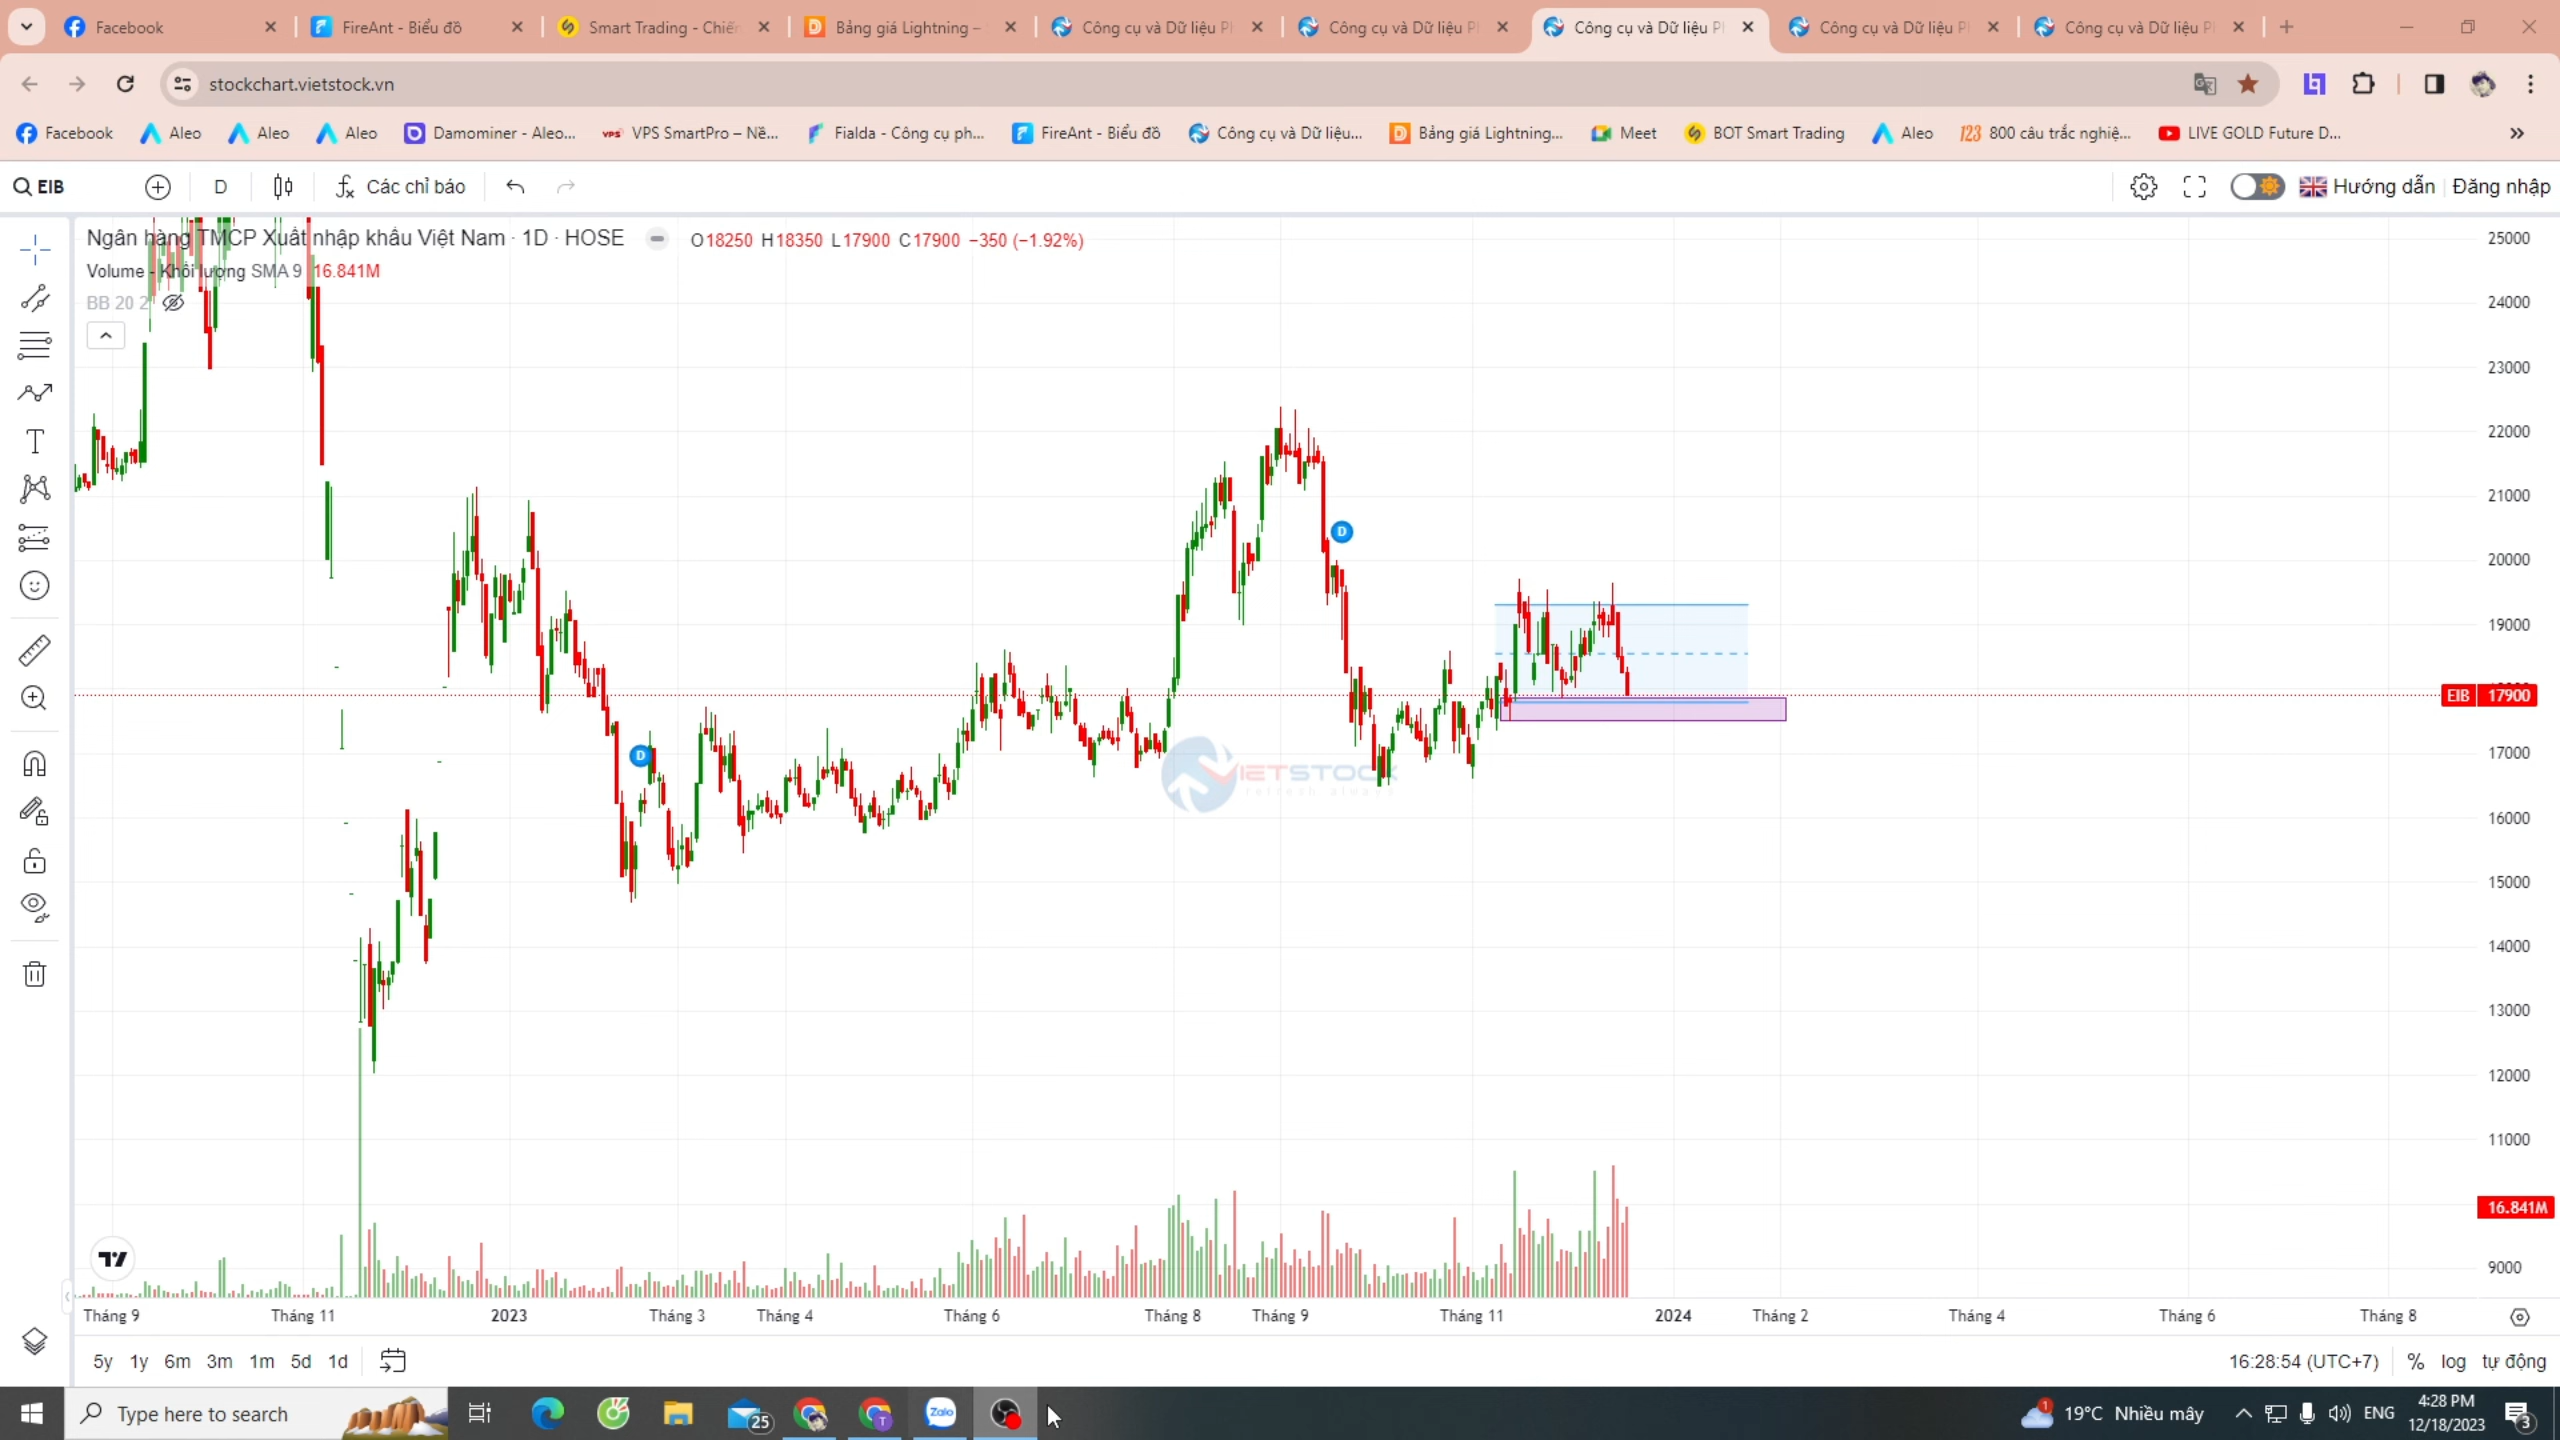 Facebook
FireAnt - Biểu đồ
Smart Trading - Chiế
Bảng giá Lightning –
Công cụ và Dữ liệu P
Công cụ và Dữ liệu P
Công cụ và Dữ liệu P
Công cụ và Dữ liệu P
Công cụ và Dữ liệu P
stockchart.vietstock.vn
Facebook
Aleo
Aleo
Aleo
Damominer - Aleo...
VPS SmartPro – Nề...
Fialda - Công cụ ph...
FireAnt - Biểu đồ
Công cụ và Dữ liệu...
Bảng giá Lightning...
Meet
BOT Smart Trading
Aleo
123 800 câu trắc nghiệ...
LIVE GOLD Future D...
EIB
D
Các chỉ báo
Hướng dẫn
Đăng nhập
Ngân hàng TMCP Xuất nhập khẩu Việt Nam · 1D · HOSE
O18250 H18350 L17900 C17900 −350 (−1.92%)
Volume - Khối lượng SMA 9 16.841M
BB 20 2
25000
24000
23000
22000
21000
20000
19000
EIB 17900
17000
16000
15000
14000
13000
12000
11000
16.841M
9000
D
D
VIETSTOCK
Tháng 9
Tháng 11
2023
Tháng 3
Tháng 4
Tháng 6
Tháng 8
Tháng 9
Tháng 11
2024
Tháng 2
Tháng 4
Tháng 6
Tháng 8
5y 1y 6m 3m 1m 5d 1d
16:28:54 (UTC+7)
% log tự động
Type here to search
25
Zalo
T
1
19°C Nhiều mây
ENG
4:28 PM
12/18/2023
3